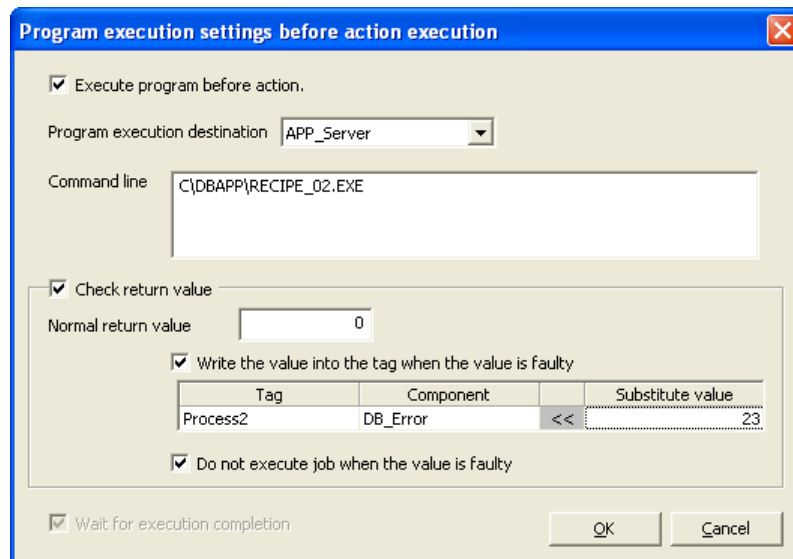 Program execution settings before action execution
Execute program before action.
Program execution destination APP_Server
Command line C\DBAPP\RECIPE_02.EXE
Check return value
Normal return value 0
Write the value into the tag when the value is faulty
Tag Component Substitute value
Process2 DB_Error << 23
Do not execute job when the value is faulty
Wait for execution completion OK Cancel